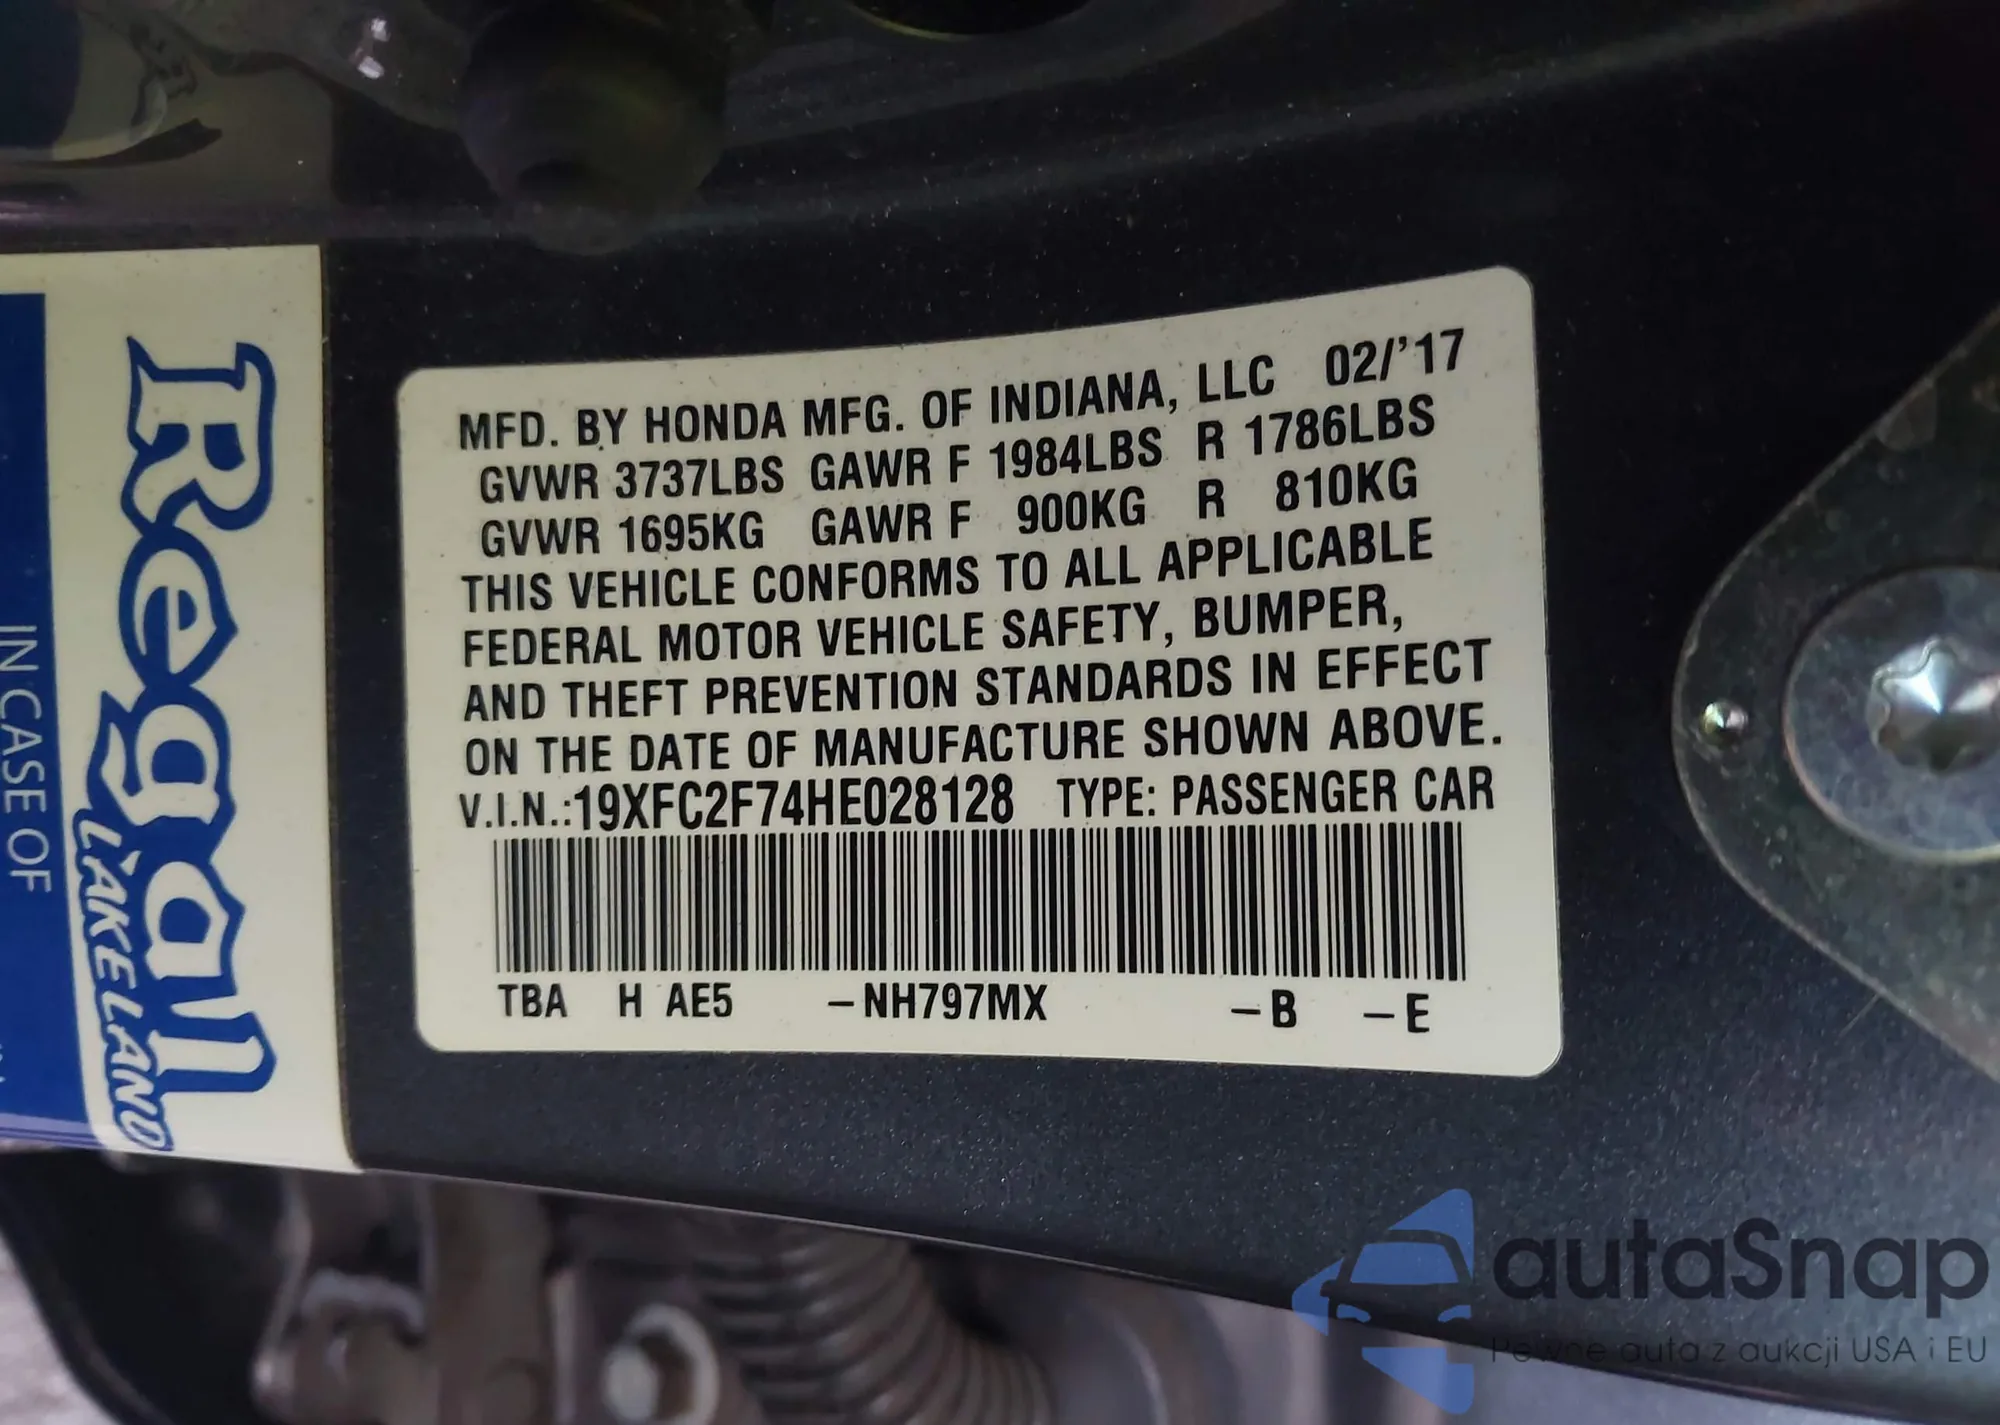 Regal
LAKELAND
IN CASE OF
MFD. BY HONDA MFG. OF INDIANA, LLC 02/'17
GVWR 3737LBS GAWR F 1984LBS R 1786LBS
GVWR 1695KG GAWR F 900KG R 810KG
THIS VEHICLE CONFORMS TO ALL APPLICABLE
FEDERAL MOTOR VEHICLE SAFETY, BUMPER,
AND THEFT PREVENTION STANDARDS IN EFFECT
ON THE DATE OF MANUFACTURE SHOWN ABOVE.
V.I.N.:19XFC2F74HE028128 TYPE: PASSENGER CAR
TBA H AE5 –NH797MX –B –E
autaSnap
Pewne auta z aukcji USA i EU